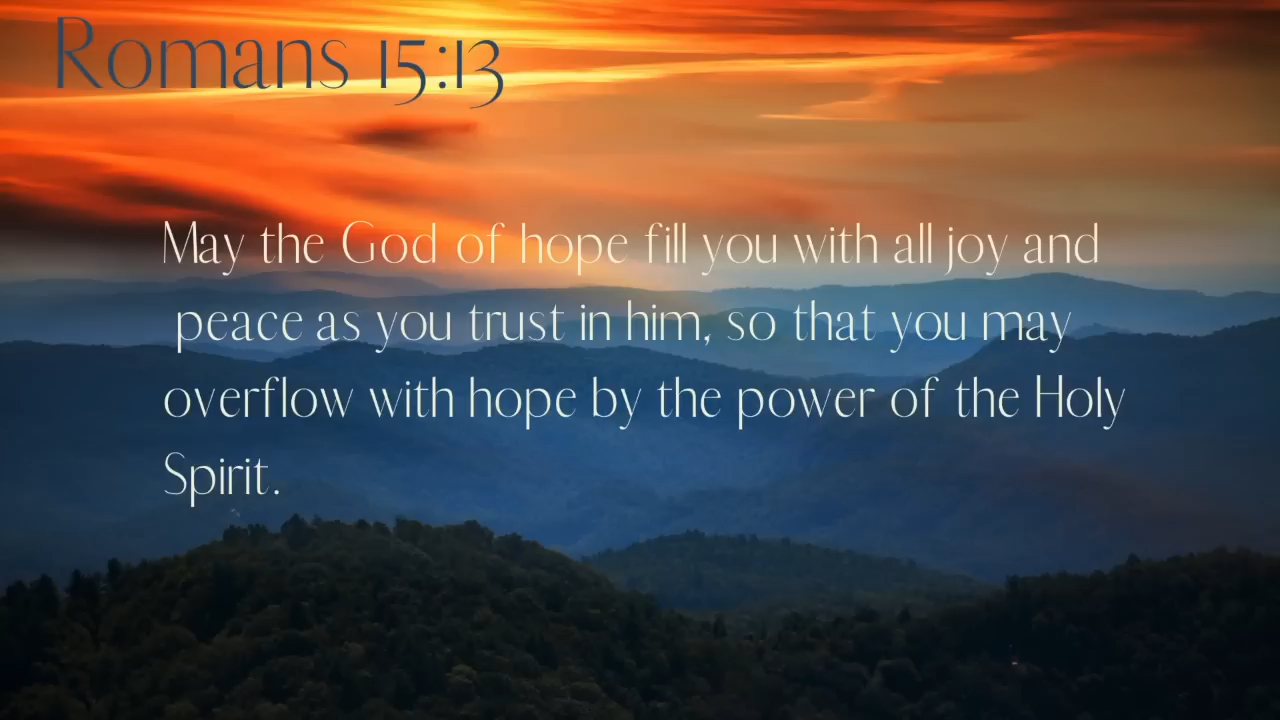 Romans 15:13
May the God of hope fill you with all joy and
peace as you trust in him, so that you may
overflow with hope by the power of the Holy
Spirit.